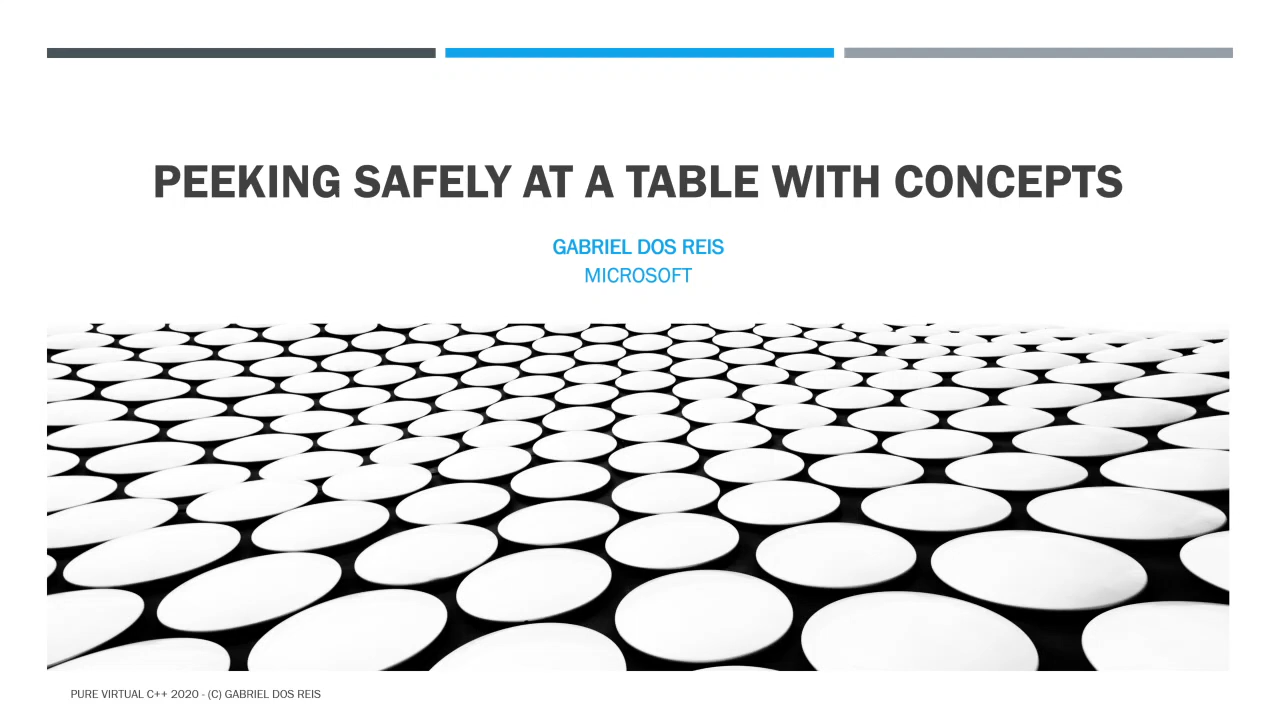 PEEKING SAFELY AT A TABLE WITH CONCEPTS
GABRIEL DOS REIS
MICROSOFT
PURE VIRTUAL C++ 2020 - (C) GABRIEL DOS REIS